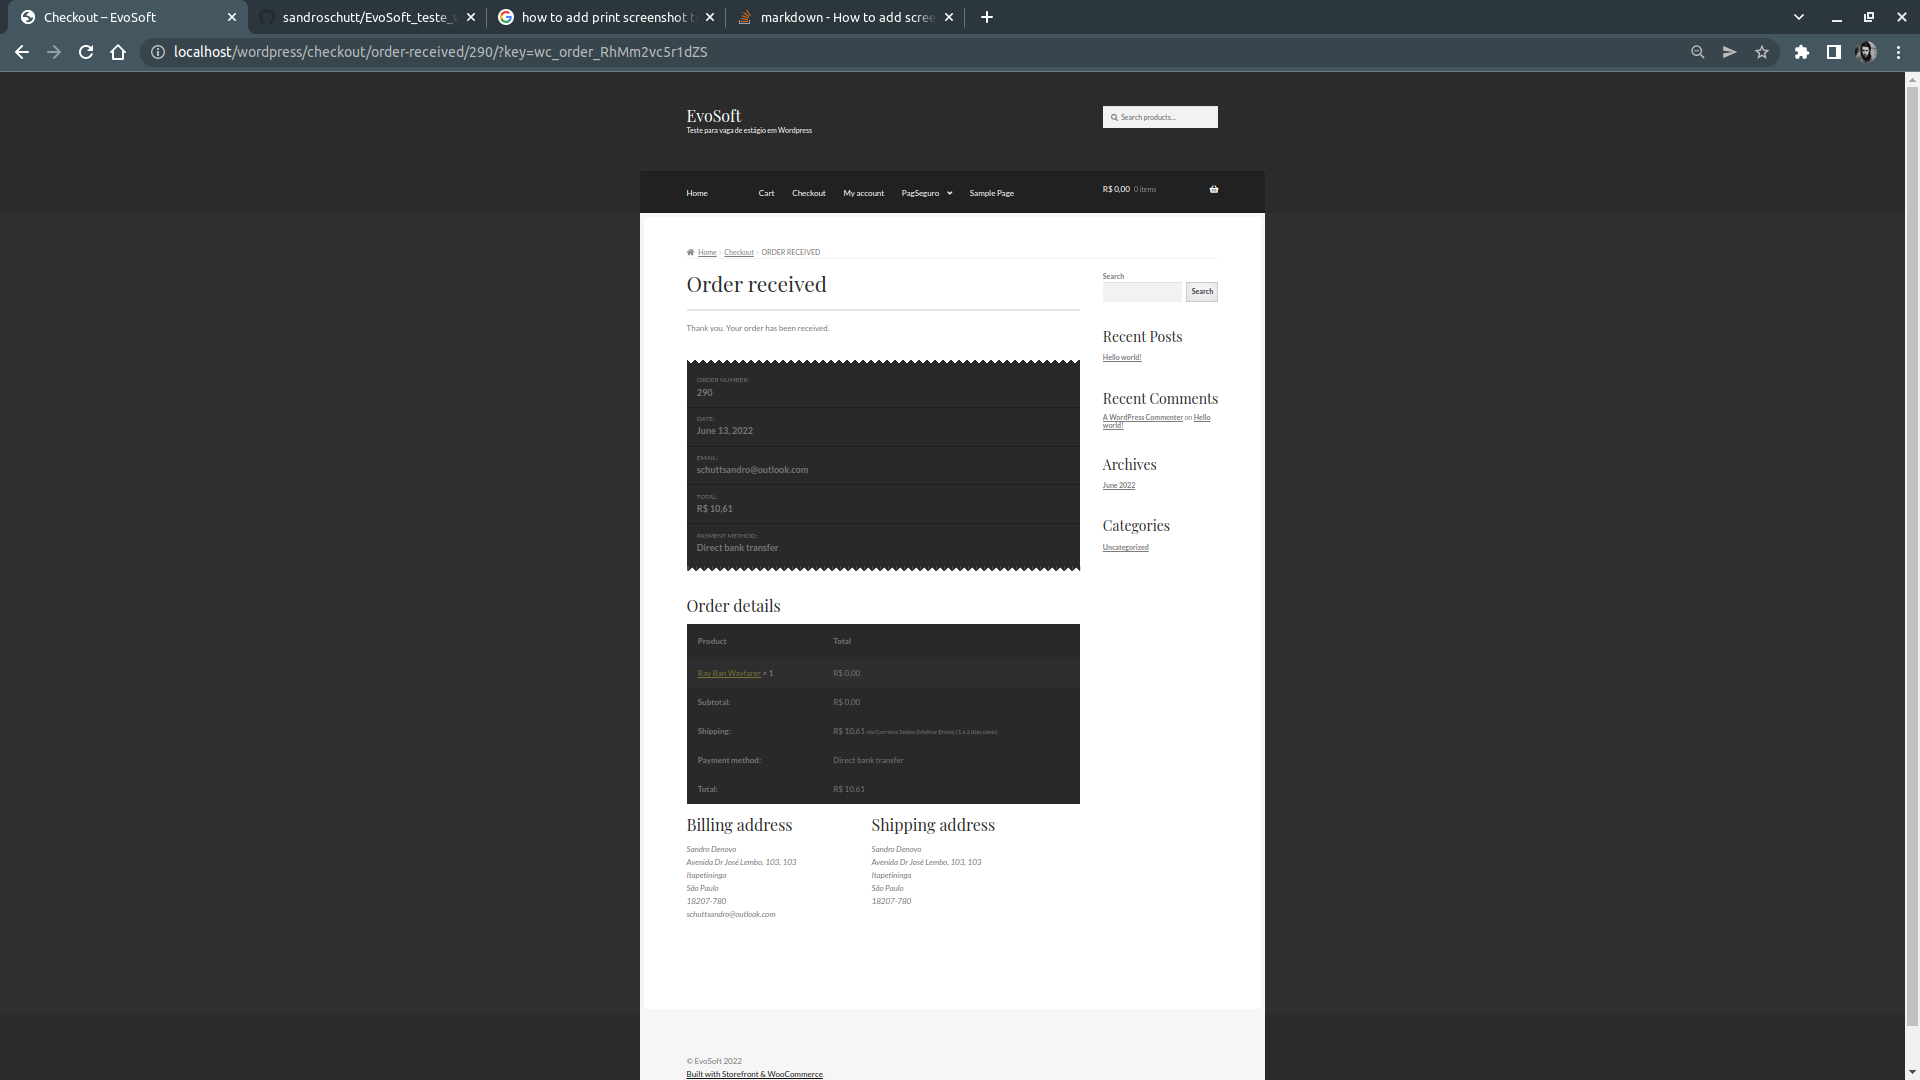 Checkout – EvoSoft
sandroschutt/EvoSoft_teste_
how to add print screenshot t
markdown - How to add scree
localhost/wordpress/checkout/order-received/290/?key=wc_order_RhMm2vc5r1dZS
EvoSoft
Teste para vaga de estágio em Wordpress
Search products...
Home Cart Checkout My account PagSeguro Sample Page R$ 0,00 0 items
Home › Checkout › ORDER RECEIVED
Order received
Thank you. Your order has been received.
ORDER NUMBER:
290
DATE:
June 13, 2022
EMAIL:
schuttsandro@outlook.com
TOTAL:
R$ 10,61
PAYMENT METHOD:
Direct bank transfer
Order details
Product Total
Ray Ban Wayfarer × 1 R$ 0,00
Subtotal: R$ 0,00
Shipping: R$ 10,61 via Correios Sedex (Melhor Envio) (1 a 2 dias úteis)
Payment method: Direct bank transfer
Total: R$ 10,61
Billing address
Sandro Denovo
Avenida Dr José Lembo, 103, 103
Itapetininga
São Paulo
18207-780
schuttsandro@outlook.com
Shipping address
Sandro Denovo
Avenida Dr José Lembo, 103, 103
Itapetininga
São Paulo
18207-780
Search
Search
Recent Posts
Hello world!
Recent Comments
A WordPress Commenter on Hello
world!
Archives
June 2022
Categories
Uncategorized
© EvoSoft 2022
Built with Storefront & WooCommerce.